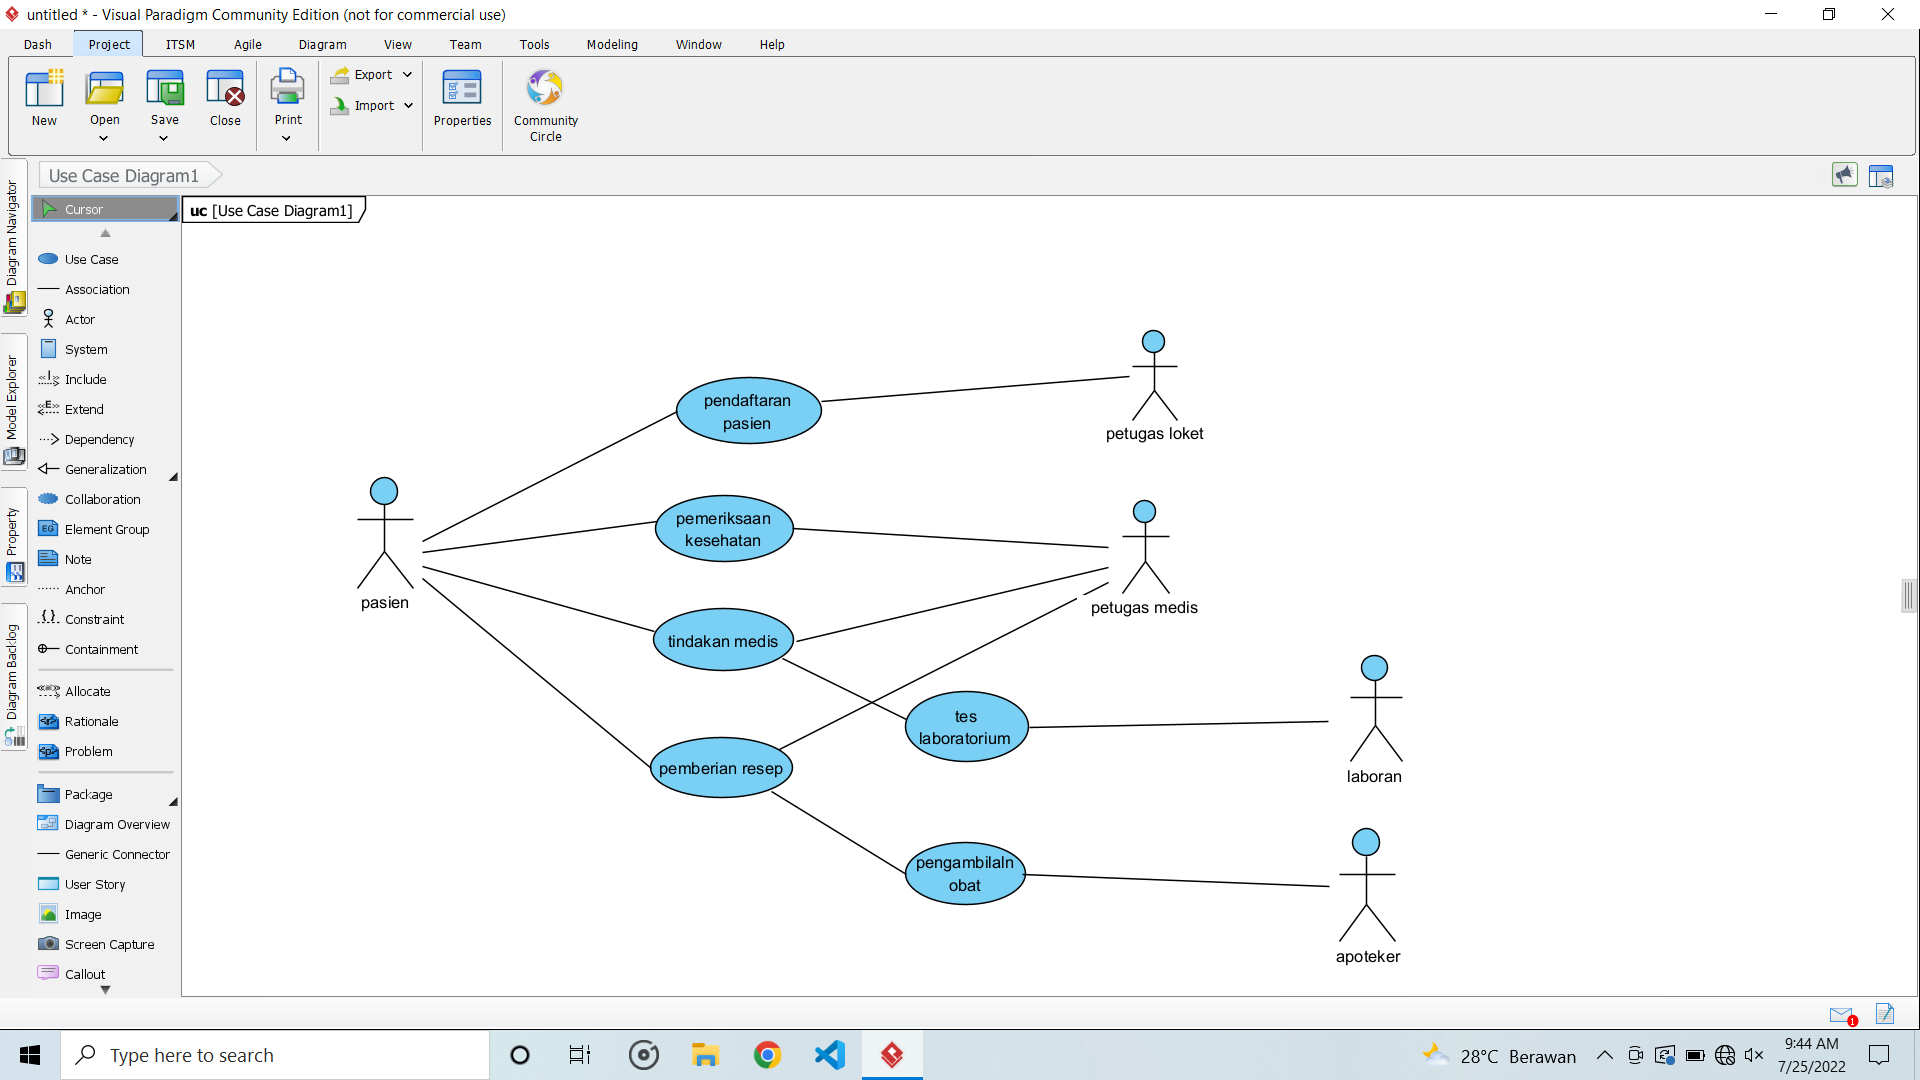 untitled * - Visual Paradigm Community Edition (not for commercial use)
Dash Project ITSM Agile Diagram View Team Tools Modeling Window Help
New
Open
Save
Close
Print
Export
Import
Properties
Community
Circle
Use Case Diagram1
Diagram Navigator
Model Explorer
Property
Diagram Backlog
Cursor
Use Case
Association
Actor
System
Include
Extend
Dependency
Generalization
Collaboration
EG Element Group
Note
Anchor
Constraint
Containment
Allocate
Rationale
Problem
Package
Diagram Overview
Generic Connector
User Story
Image
Screen Capture
Callout
uc [Use Case Diagram1]
pendaftaran
pasien
petugas loket
pemeriksaan
kesehatan
pasien
petugas medis
tindakan medis
tes
laboratorium
laboran
pemberian resep
pengambilaln
obat
apoteker
1
Type here to search
28°C Berawan
9:44 AM
7/25/2022